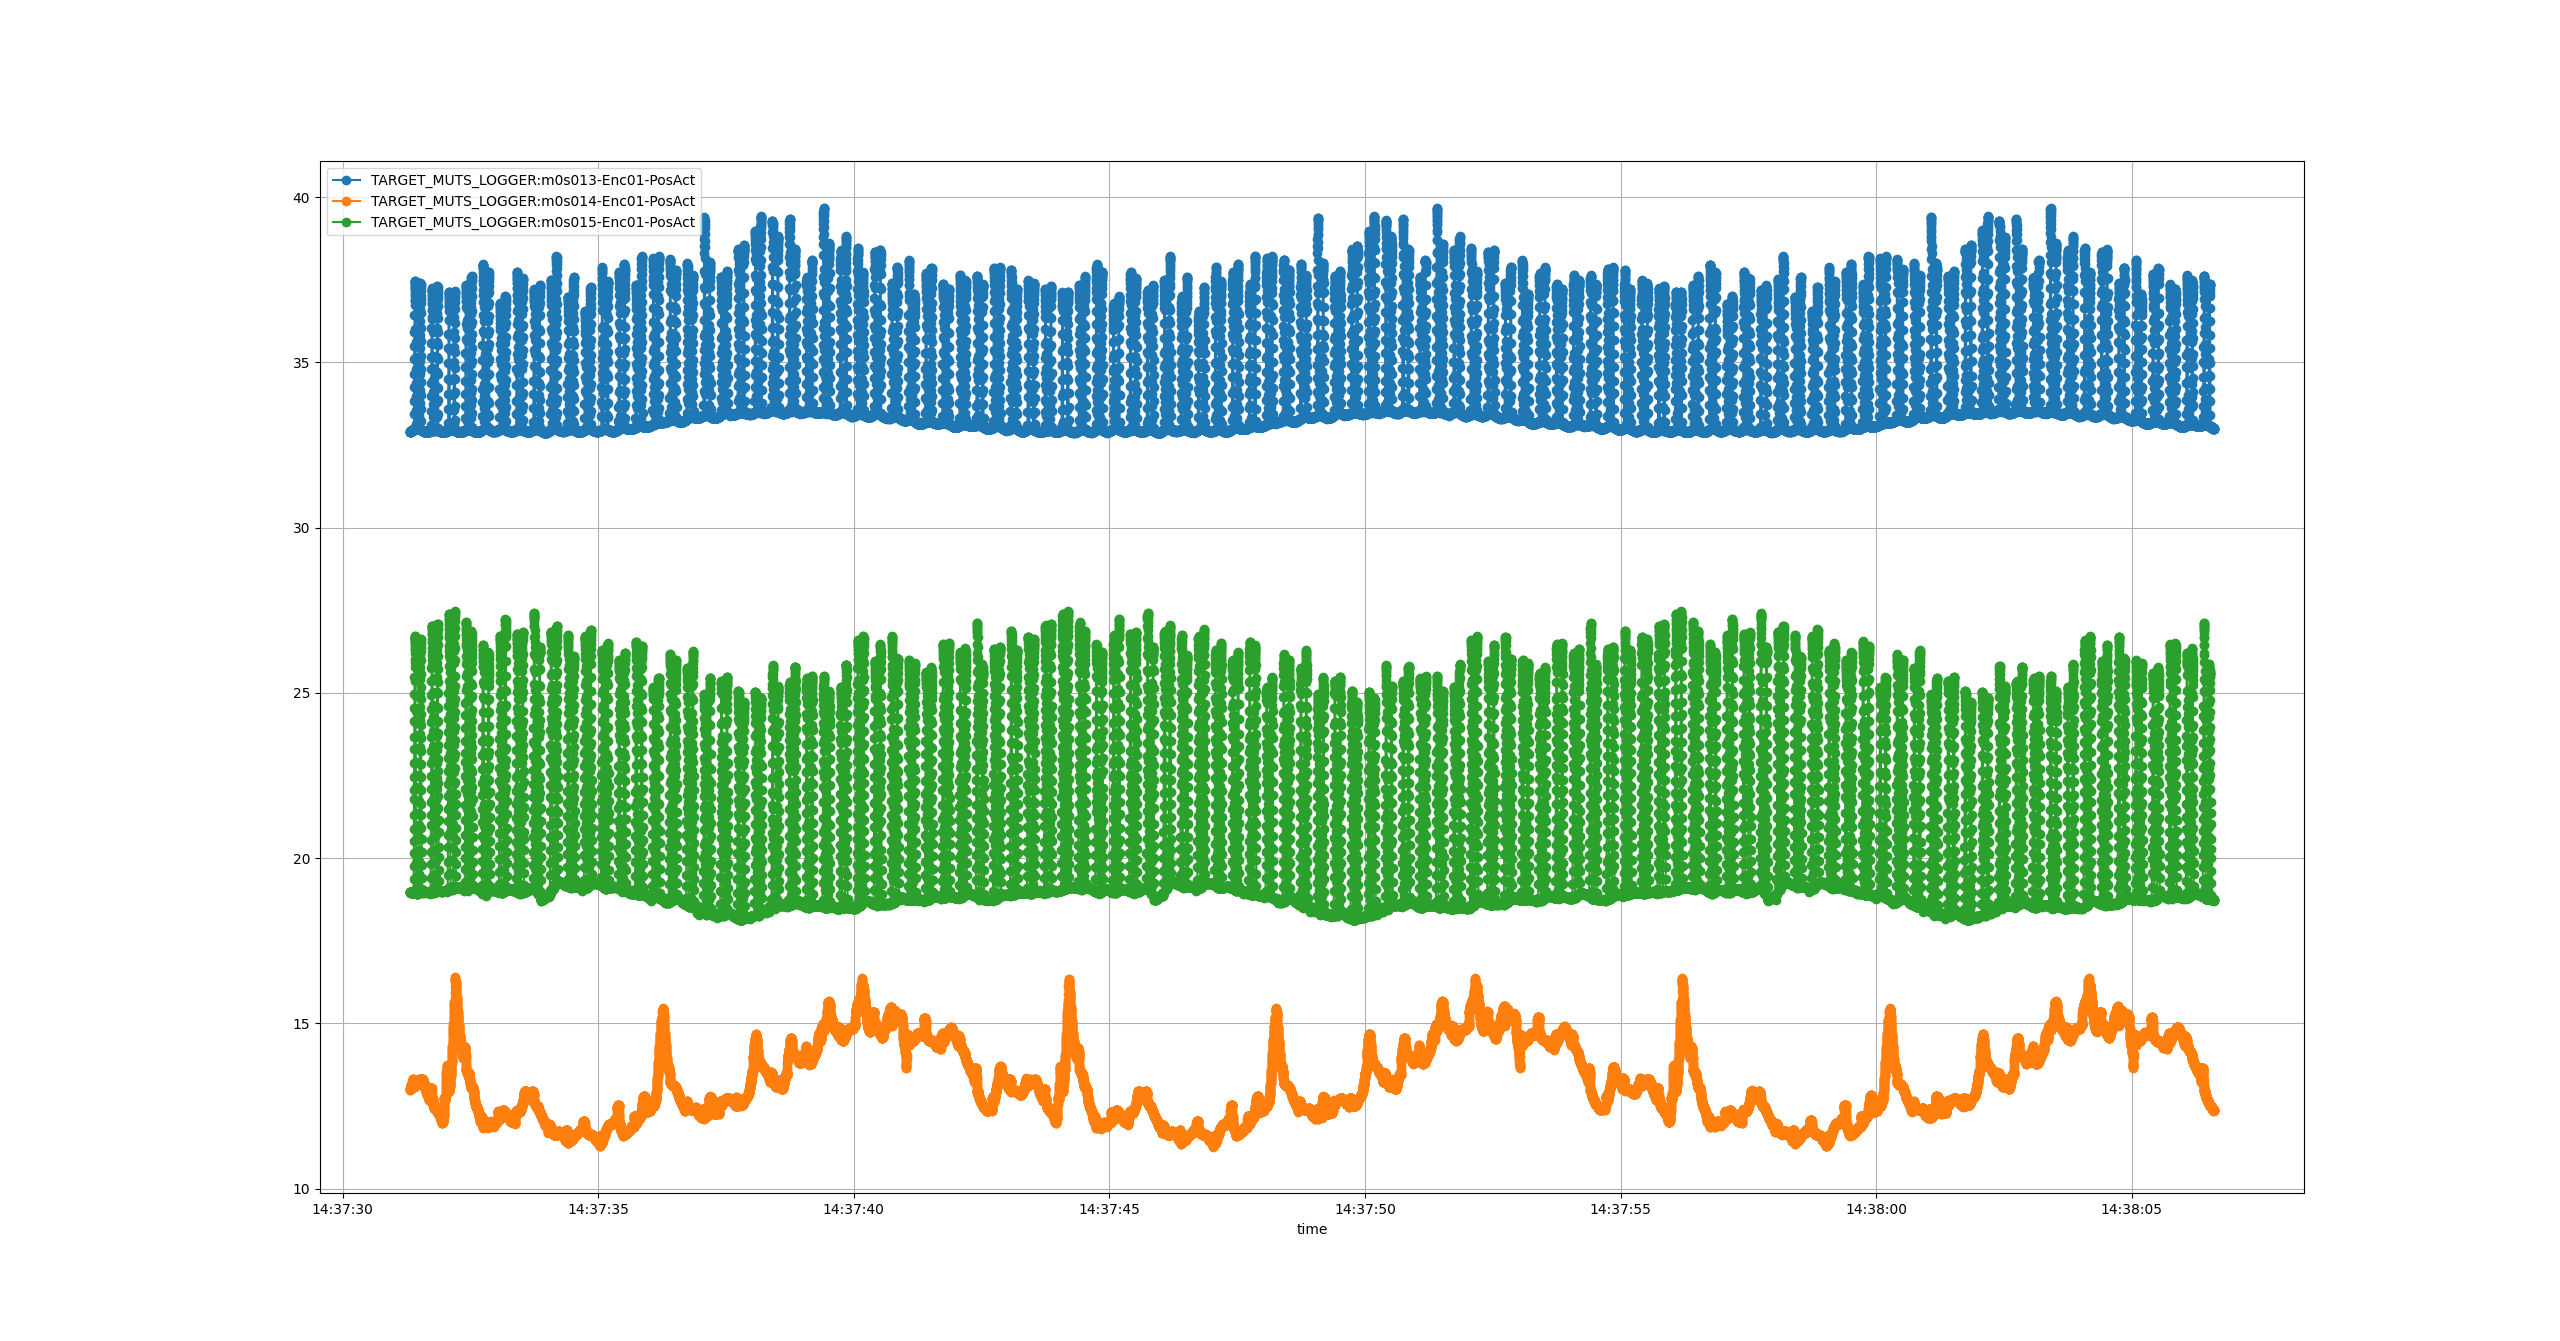 TARGET_MUTS_LOGGER:m0s013-Enc01-PosAct
TARGET_MUTS_LOGGER:m0s014-Enc01-PosAct
TARGET_MUTS_LOGGER:m0s015-Enc01-PosAct
40
35
30
25
20
15
10
14:37:30 14:37:35 14:37:40 14:37:45 14:37:50 14:37:55 14:38:00 14:38:05
time